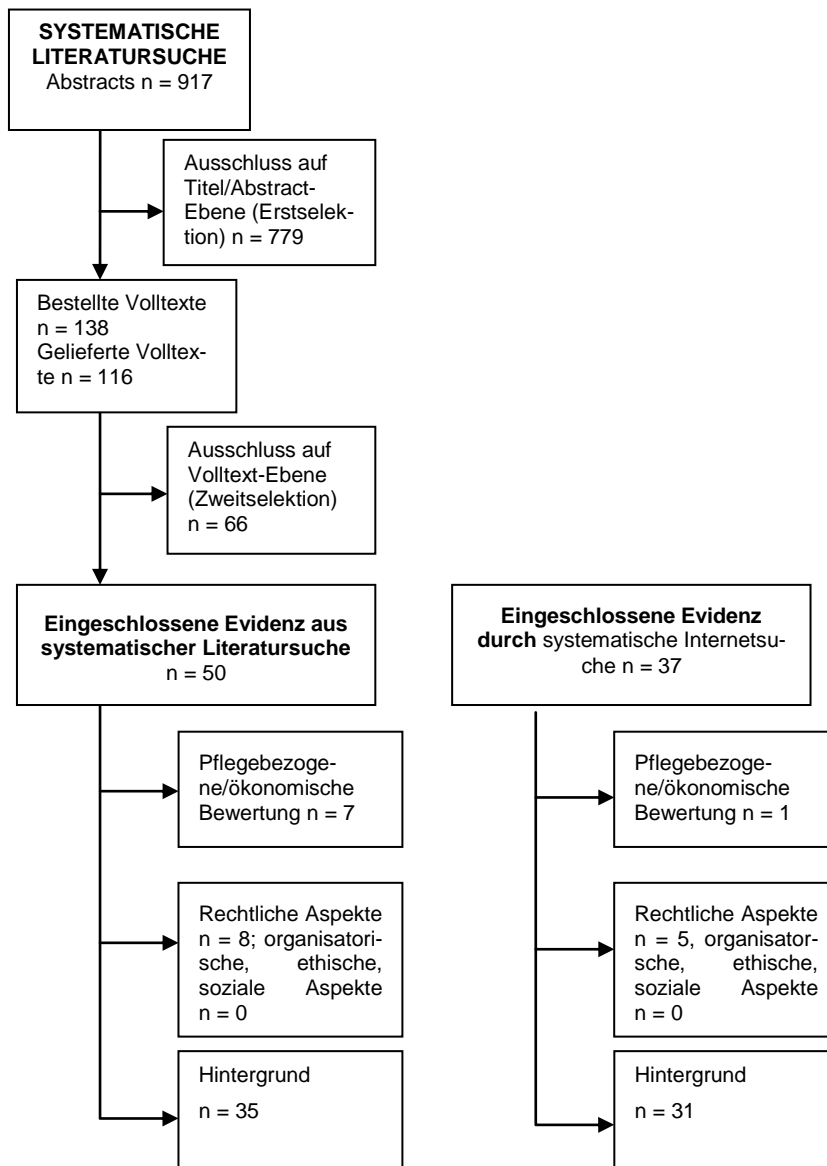 SYSTEMATISCHE
LITERATURSUCHE
Abstracts n = 917
Ausschluss auf
Titel/Abstract-
Ebene (Erstselek-
tion) n = 779
Bestellte Volltexte
n = 138
Gelieferte Volltex-
te n = 116
Ausschluss auf
Volltext-Ebene
(Zweitselektion)
n = 66
Eingeschlossene Evidenz aus
systematischer Literatursuche
n = 50
Eingeschlossene Evidenz
durch systematische Internetsu-
che n = 37
Pflegebezoge-
ne/ökonomische
Bewertung n = 7
Pflegebezoge-
ne/ökonomische
Bewertung n = 1
Rechtliche Aspekte
n = 8; organisatori-
sche, ethische,
soziale Aspekte
n = 0
Rechtliche Aspekte
n = 5, organisator-
sche, ethische,
soziale Aspekte
n = 0
Hintergrund
n = 35
Hintergrund
n = 31